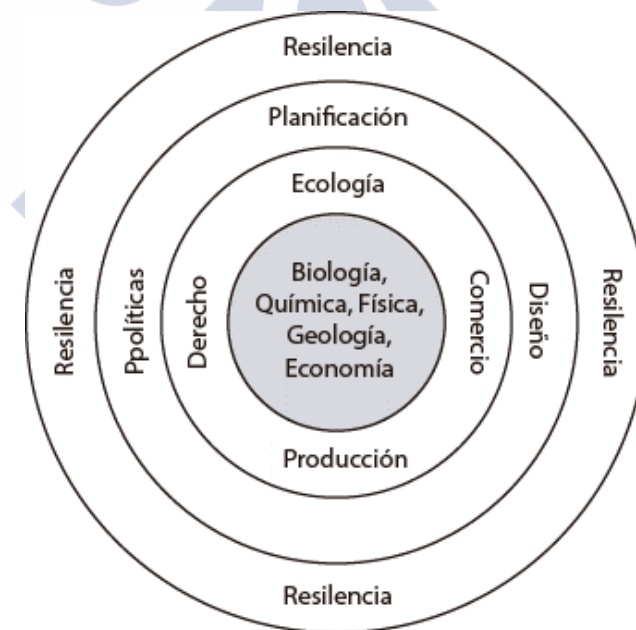 Resilencia
Planificación
Ecología
Resilencia
Ppolíticas
Derecho
Biología,
Química, Física,
Geología,
Economía
Comercio
Diseño
Resilencia
Producción
Resilencia